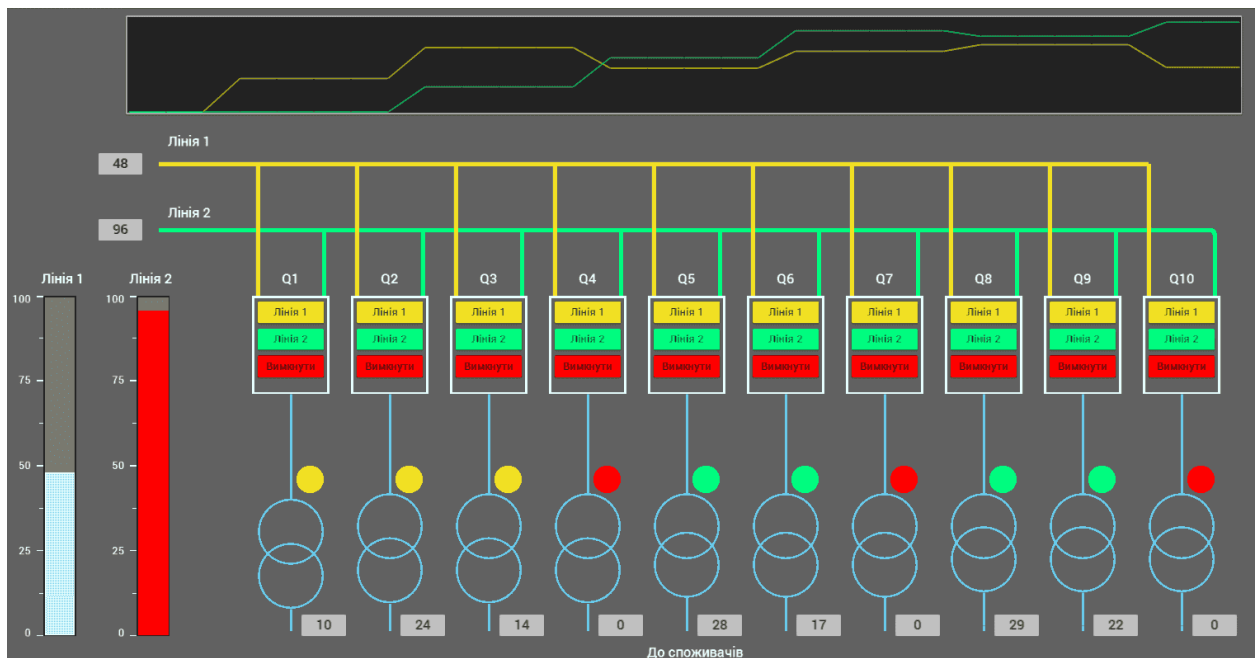 Лінія 1
48
Лінія 2
96
Лінія 1 Лінія 2 Q1 Q2 Q3 Q4 Q5 Q6 Q7 Q8 Q9 Q10
100 100
Лінія 1 Лінія 1 Лінія 1 Лінія 1 Лінія 1 Лінія 1 Лінія 1 Лінія 1 Лінія 1 Лінія 1
Лінія 2 Лінія 2 Лінія 2 Лінія 2 Лінія 2 Лінія 2 Лінія 2 Лінія 2 Лінія 2 Лінія 2
Вимкнути Вимкнути Вимкнути Вимкнути Вимкнути Вимкнути Вимкнути Вимкнути Вимкнути Вимкнути
75 75
50 50
25 25
0 0 10 24 14 0 28 17 0 29 22 0
До споживачів